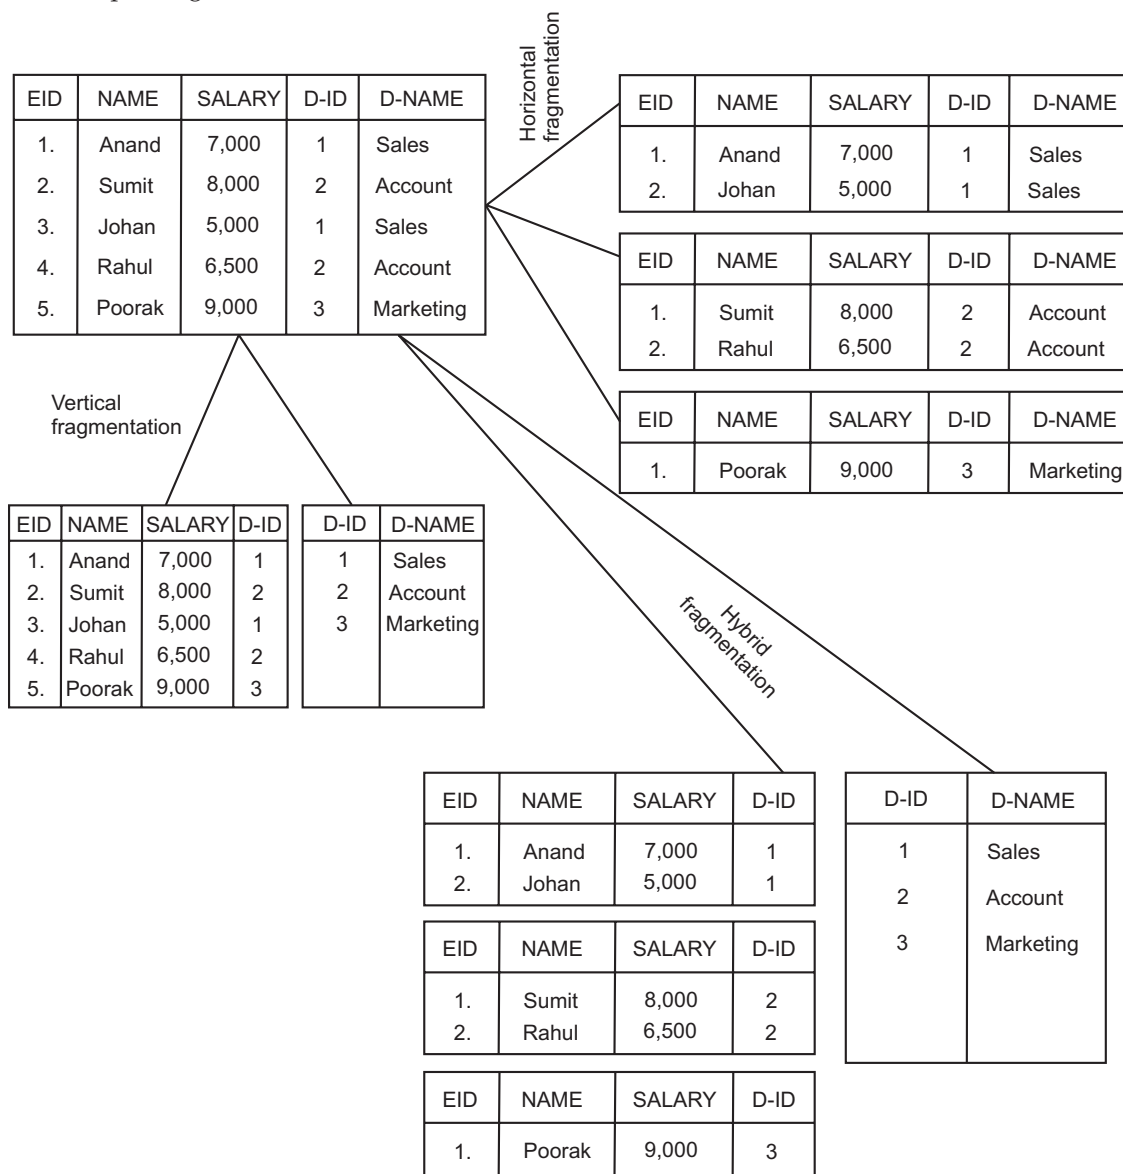 Horizontal
fragmentation
EID NAME SALARY D-ID D-NAME
1. Anand 7,000 1 Sales
2. Sumit 8,000 2 Account
3. Johan 5,000 1 Sales
4. Rahul 6,500 2 Account
5. Poorak 9,000 3 Marketing
EID NAME SALARY D-ID D-NAME
1. Anand 7,000 1 Sales
2. Johan 5,000 1 Sales
EID NAME SALARY D-ID D-NAME
1. Sumit 8,000 2 Account
2. Rahul 6,500 2 Account
EID NAME SALARY D-ID D-NAME
1. Poorak 9,000 3 Marketing
Vertical
fragmentation
EID NAME SALARY D-ID
1. Anand 7,000 1
2. Sumit 8,000 2
3. Johan 5,000 1
4. Rahul 6,500 2
5. Poorak 9,000 3
D-ID D-NAME
1 Sales
2 Account
3 Marketing
Hybrid
fragmentation
EID NAME SALARY D-ID
1. Anand 7,000 1
2. Johan 5,000 1
EID NAME SALARY D-ID
1. Sumit 8,000 2
2. Rahul 6,500 2
EID NAME SALARY D-ID
1. Poorak 9,000 3
D-ID D-NAME
1 Sales
2 Account
3 Marketing